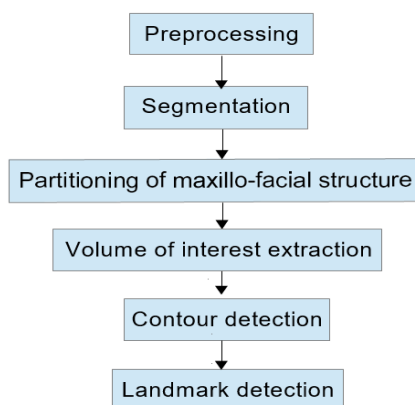 Preprocessing
Segmentation
Partitioning of maxillo-facial structure
Volume of interest extraction
Contour detection
Landmark detection